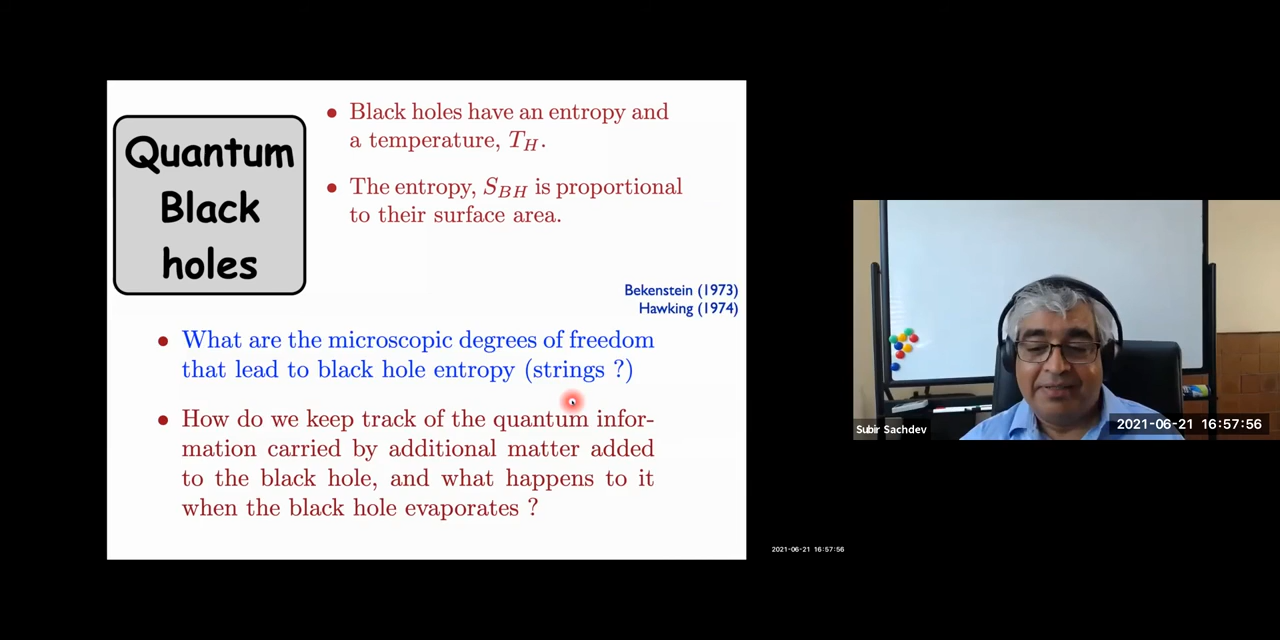 Quantum
Black
holes
• Black holes have an entropy and
a temperature, T_H.
• The entropy, S_BH is proportional
to their surface area.
Bekenstein (1973)
Hawking (1974)
• What are the microscopic degrees of freedom
that lead to black hole entropy (strings ?)
• How do we keep track of the quantum infor-
mation carried by additional matter added
to the black hole, and what happens to it
when the black hole evaporates ?
Subir Sachdev
2021-06-21 16:57:56
2021-06-21 16:57:56